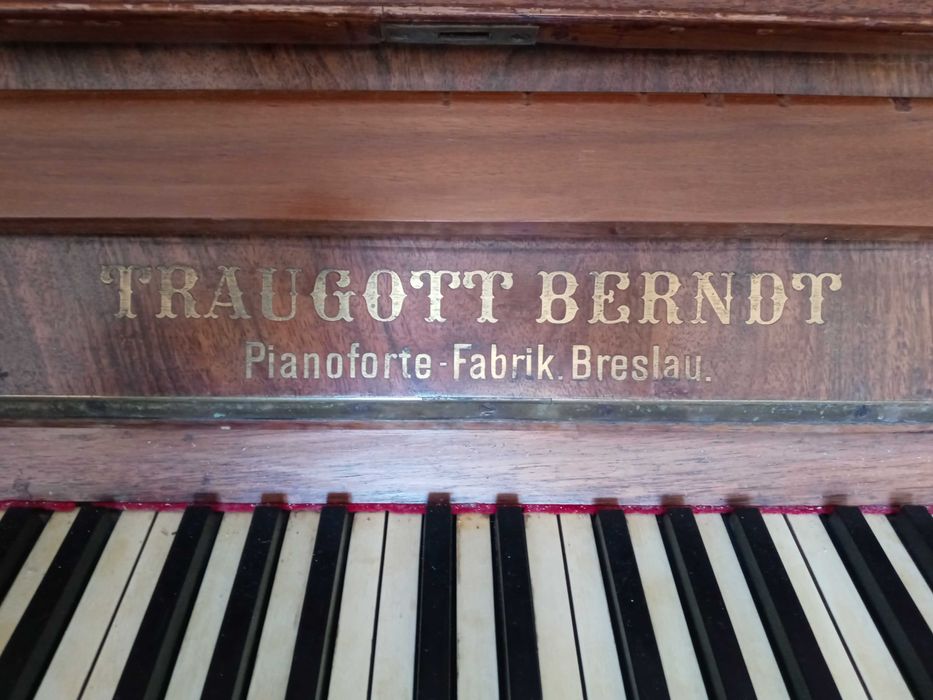 TRAUGOTT BERNDT
Pianoforte-Fabrik. Breslau.